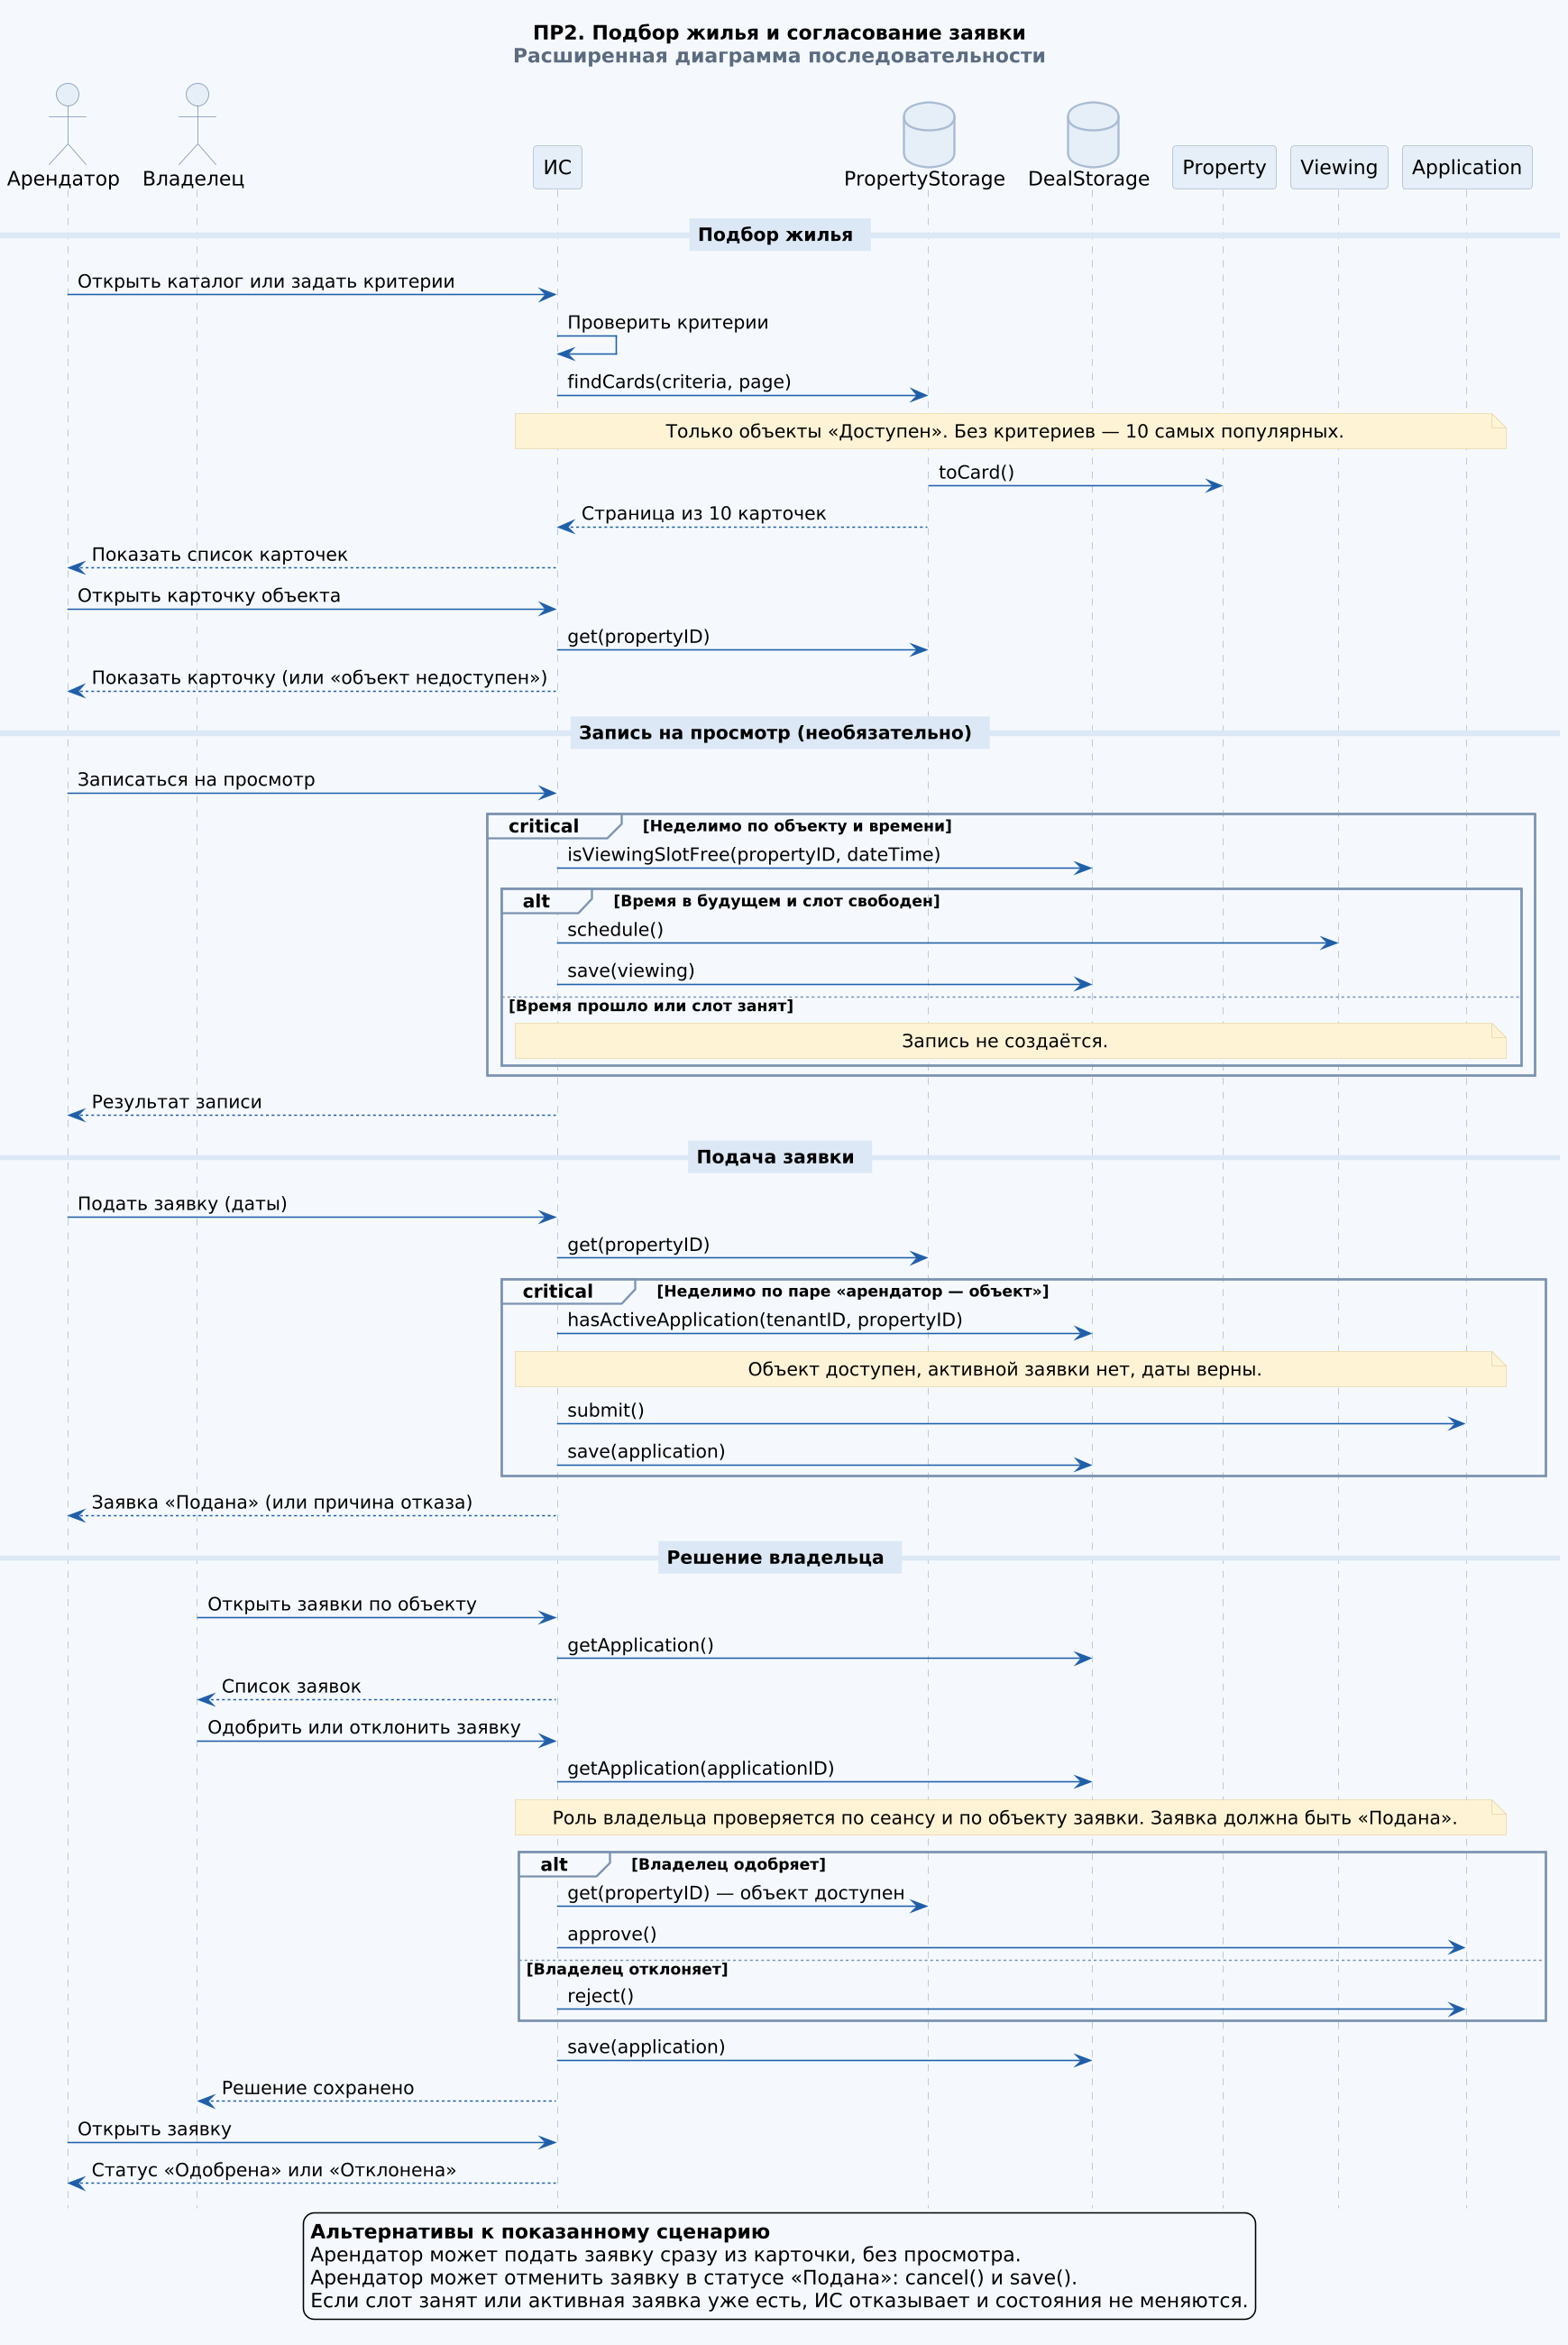 ПР2. Подбор жилья и согласование заявки
Расширенная диаграмма последовательности
Арендатор
Владелец
ИС
PropertyStorage
DealStorage
Property
Viewing
Application
Подбор жилья
Открыть каталог или задать критерии
Проверить критерии
findCards(criteria, page)
Только объекты «Доступен». Без критериев — 10 самых популярных.
toCard()
Страница из 10 карточек
Показать список карточек
Открыть карточку объекта
get(propertyID)
Показать карточку (или «объект недоступен»)
Запись на просмотр (необязательно)
Записаться на просмотр
critical [Неделимо по объекту и времени]
isViewingSlotFree(propertyID, dateTime)
alt [Время в будущем и слот свободен]
schedule()
save(viewing)
[Время прошло или слот занят]
Запись не создаётся.
Результат записи
Подача заявки
Подать заявку (даты)
get(propertyID)
critical [Неделимо по паре «арендатор — объект»]
hasActiveApplication(tenantID, propertyID)
Объект доступен, активной заявки нет, даты верны.
submit()
save(application)
Заявка «Подана» (или причина отказа)
Решение владельца
Открыть заявки по объекту
getApplication()
Список заявок
Одобрить или отклонить заявку
getApplication(applicationID)
Роль владельца проверяется по сеансу и по объекту заявки. Заявка должна быть «Подана».
alt [Владелец одобряет]
get(propertyID) — объект доступен
approve()
[Владелец отклоняет]
reject()
save(application)
Решение сохранено
Открыть заявку
Статус «Одобрена» или «Отклонена»
Альтернативы к показанному сценарию
Арендатор может подать заявку сразу из карточки, без просмотра.
Арендатор может отменить заявку в статусе «Подана»: cancel() и save().
Если слот занят или активная заявка уже есть, ИС отказывает и состояния не меняются.